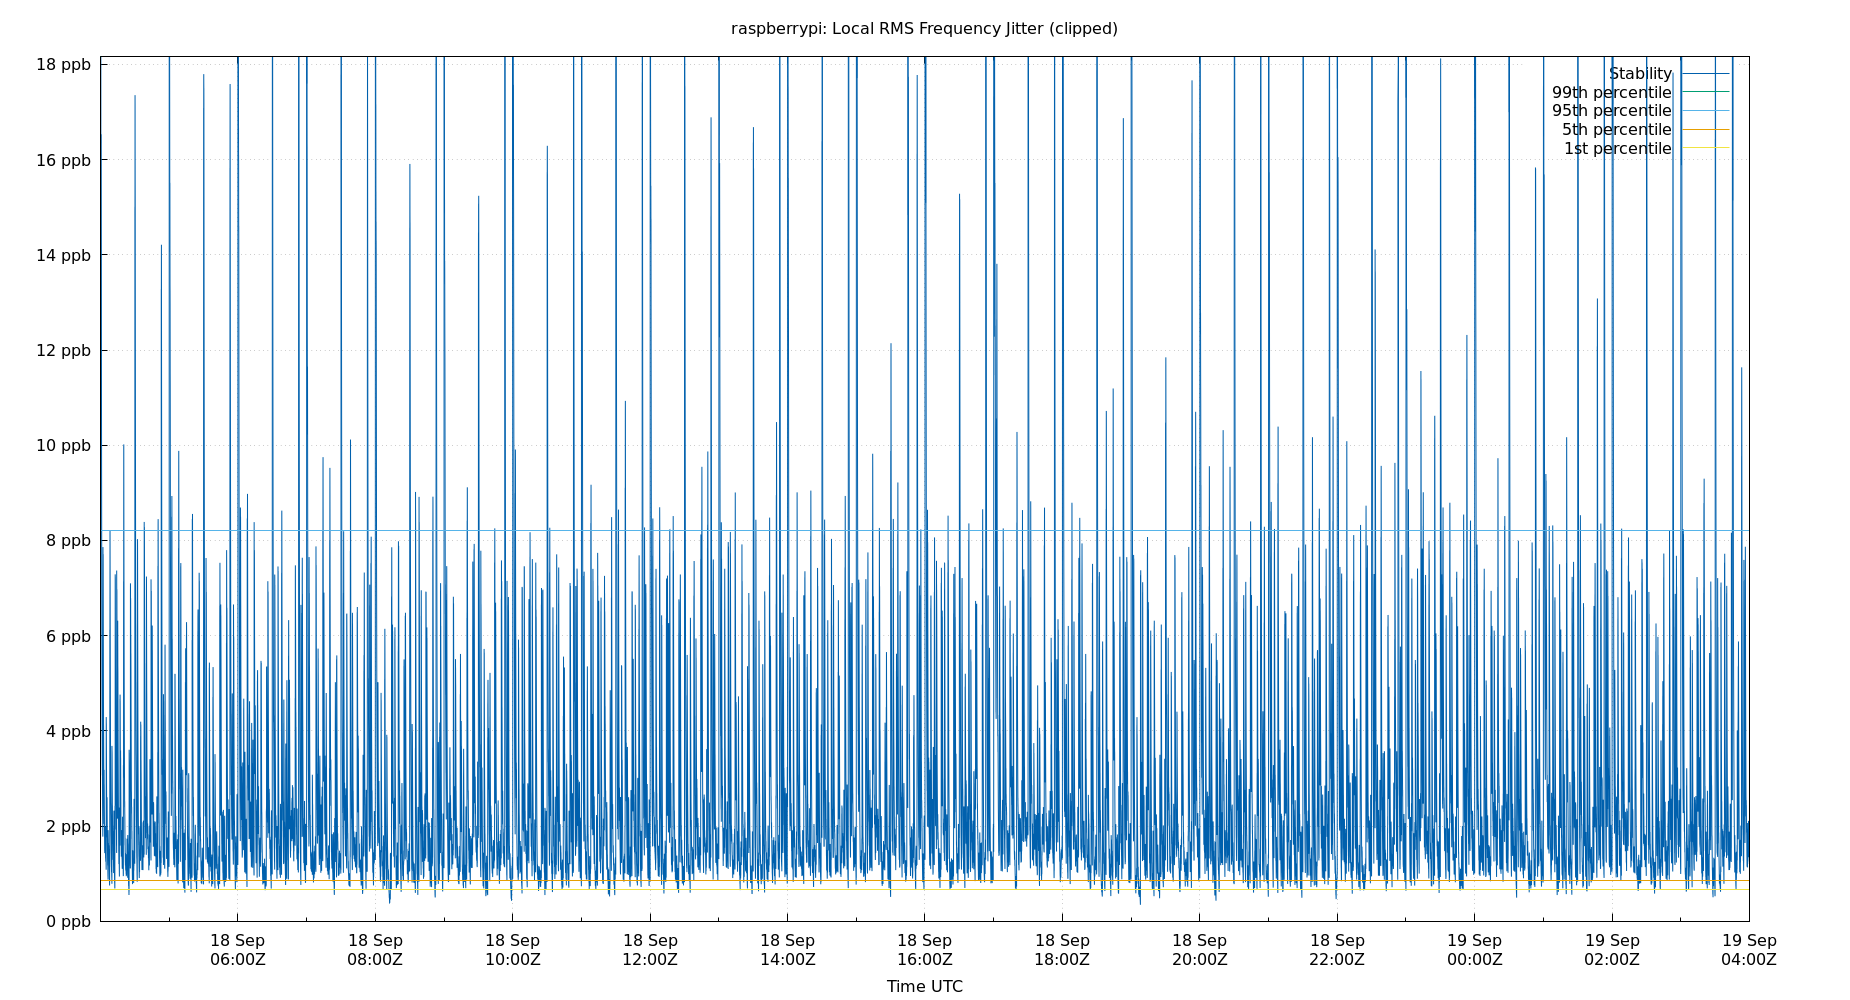 raspberrypi: Local RMS Frequency Jitter (clipped)
18 ppb
16 ppb
14 ppb
12 ppb
10 ppb
8 ppb
6 ppb
4 ppb
2 ppb
0 ppb
Stability
99th percentile
95th percentile
5th percentile
1st percentile
18 Sep
06:00Z
18 Sep
08:00Z
18 Sep
10:00Z
18 Sep
12:00Z
18 Sep
14:00Z
18 Sep
16:00Z
18 Sep
18:00Z
18 Sep
20:00Z
18 Sep
22:00Z
19 Sep
00:00Z
19 Sep
02:00Z
19 Sep
04:00Z
Time UTC